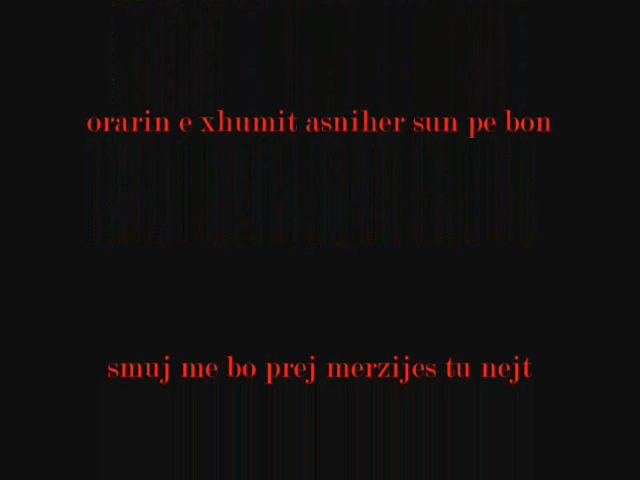 orarin e xhumit asniher sun pe bon
smuj me bo prej merzijes tu nejt